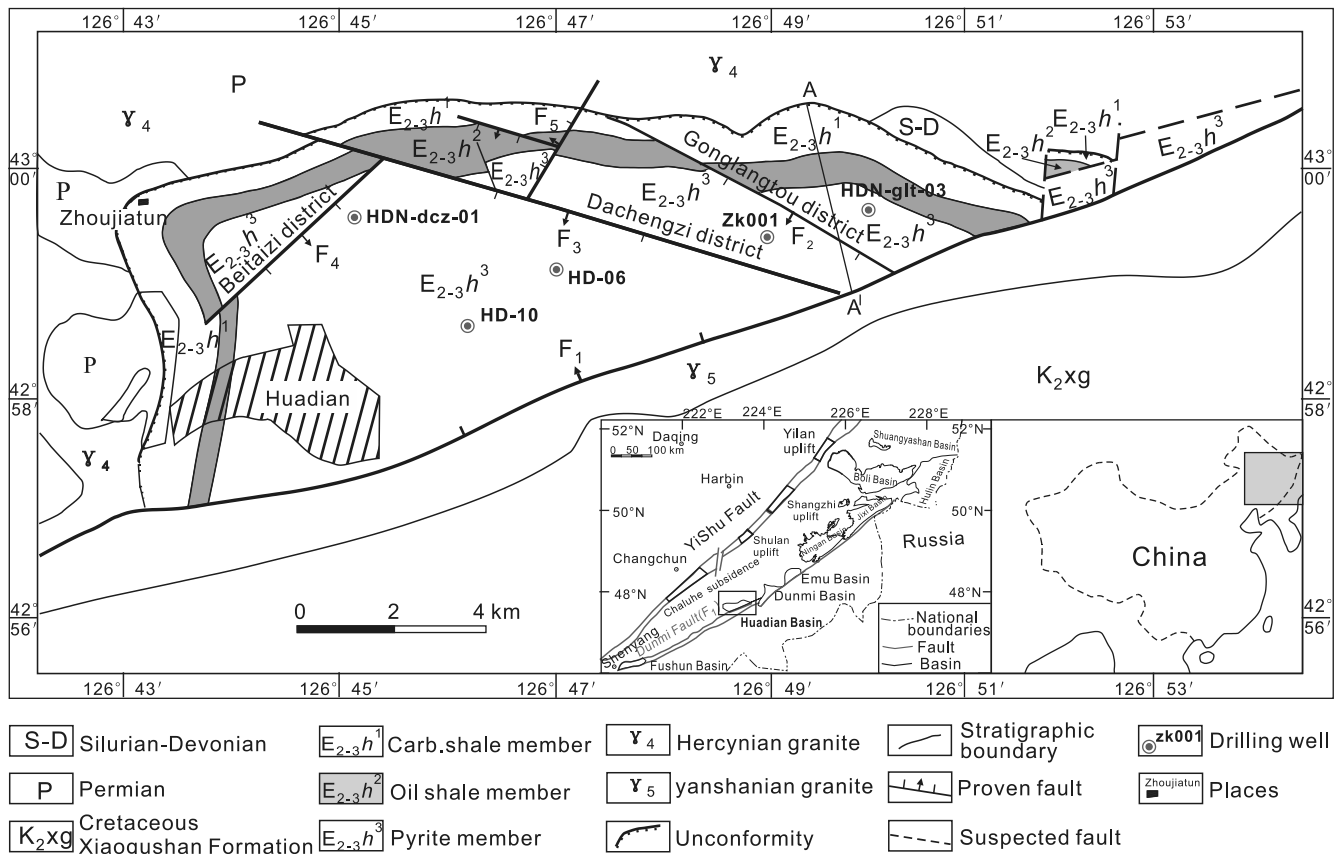 126° 43′ 126° 45′ 126° 47′ 126° 49′ 126° 51′ 126° 53′
ɣ4
A
P
ɣ4
E2-3h1
F5
E2-3h1
S-D
E2-3h1
E2-3h2
E2-3h3
E2-3h2
43° 00′
43° 00′
P
E2-3h3
Gonglangtou district
E2-3h3
E2-3h3
Zhoujiatun
HDN-dcz-01
HDN-glt-03
Zk001
E2-3h3
Beitaizi district
F4
F3
Dachengzi district
F2
E2-3h3
E2-3h3
HD-06
A′
HD-10
E2-3h1
P
F1
ɣ5
K2xg
42° 58′
42° 58′
Huadian
ɣ4
222°E 224°E 226°E 228°E
52°N
Daqing
0 50 100 km
Yilan uplift
Shuangyashan Basin
52°N
Harbin
Boli Basin
Hulin Basin
50°N
YiShu Fault
Shangzhi uplift
Jixi Basin
50°N
Shulan uplift
Ningan Basin
Russia
Changchun
Chaluhe subsidence
Emu Basin
48°N
Dunmi Basin
48°N
Huadian Basin
Dunmi Fault(F1)
Shenyang
Fushun Basin
National boundaries
Fault
Basin
China
42° 56′
42° 56′
0 2 4 km
126° 43′ 126° 45′ 126° 47′ 126° 49′ 126° 51′ 126° 53′
S-D Silurian-Devonian
P Permian
K2xg Cretaceous
Xiaogushan Formation
E2-3h1 Carb.shale member
E2-3h2 Oil shale member
E2-3h3 Pyrite member
ɣ4 Hercynian granite
ɣ5 yanshanian granite
Unconformity
Stratigraphic
boundary
Proven fault
Suspected fault
zk001 Drilling well
Zhoujiatun Places